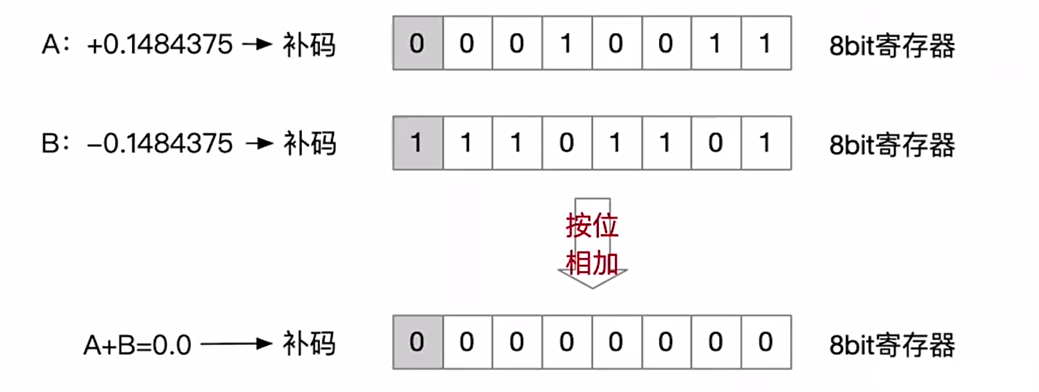 A：+0.1484375 → 补码 0 0 0 1 0 0 1 1 8bit寄存器
B：−0.1484375 → 补码 1 1 1 0 1 1 0 1 8bit寄存器
按位
相加
A+B=0.0 → 补码 0 0 0 0 0 0 0 0 8bit寄存器